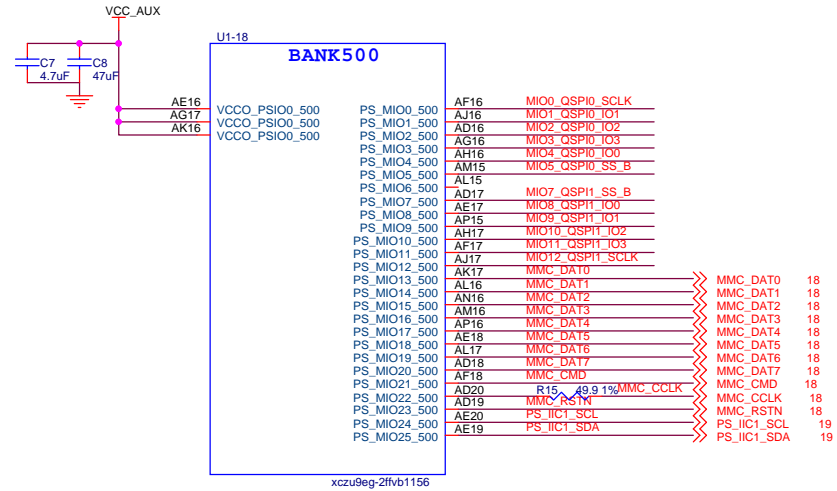 VCC_AUX
U1-18
BANK500
C7
4.7uF
C8
47uF
AE16 VCCO_PSIO0_500
AG17 VCCO_PSIO0_500
AK16 VCCO_PSIO0_500
PS_MIO0_500 AF16 MIO0_QSPI0_SCLK
PS_MIO1_500 AJ16 MIO1_QSPI0_IO1
PS_MIO2_500 AD16 MIO2_QSPI0_IO2
PS_MIO3_500 AG16 MIO3_QSPI0_IO3
PS_MIO4_500 AH16 MIO4_QSPI0_IO0
PS_MIO5_500 AM15 MIO5_QSPI0_SS_B
PS_MIO6_500 AL15
PS_MIO7_500 AD17 MIO7_QSPI1_SS_B
PS_MIO8_500 AE17 MIO8_QSPI1_IO0
PS_MIO9_500 AP15 MIO9_QSPI1_IO1
PS_MIO10_500 AH17 MIO10_QSPI1_IO2
PS_MIO11_500 AF17 MIO11_QSPI1_IO3
PS_MIO12_500 AJ17 MIO12_QSPI1_SCLK
PS_MIO13_500 AK17 MMC_DAT0 MMC_DAT0 18
PS_MIO14_500 AL16 MMC_DAT1 MMC_DAT1 18
PS_MIO15_500 AN16 MMC_DAT2 MMC_DAT2 18
PS_MIO16_500 AM16 MMC_DAT3 MMC_DAT3 18
PS_MIO17_500 AP16 MMC_DAT4 MMC_DAT4 18
PS_MIO18_500 AE18 MMC_DAT5 MMC_DAT5 18
PS_MIO19_500 AL17 MMC_DAT6 MMC_DAT6 18
PS_MIO20_500 AD18 MMC_DAT7 MMC_DAT7 18
PS_MIO21_500 AF18 MMC_CMD MMC_CMD 18
PS_MIO22_500 AD20 R15 49.9 1% MMC_CCLK MMC_CCLK 18
PS_MIO23_500 AD19 MMC_RSTN MMC_RSTN 18
PS_MIO24_500 AE20 PS_IIC1_SCL PS_IIC1_SCL 19
PS_MIO25_500 AE19 PS_IIC1_SDA PS_IIC1_SDA 19
xczu9eg-2ffvb1156